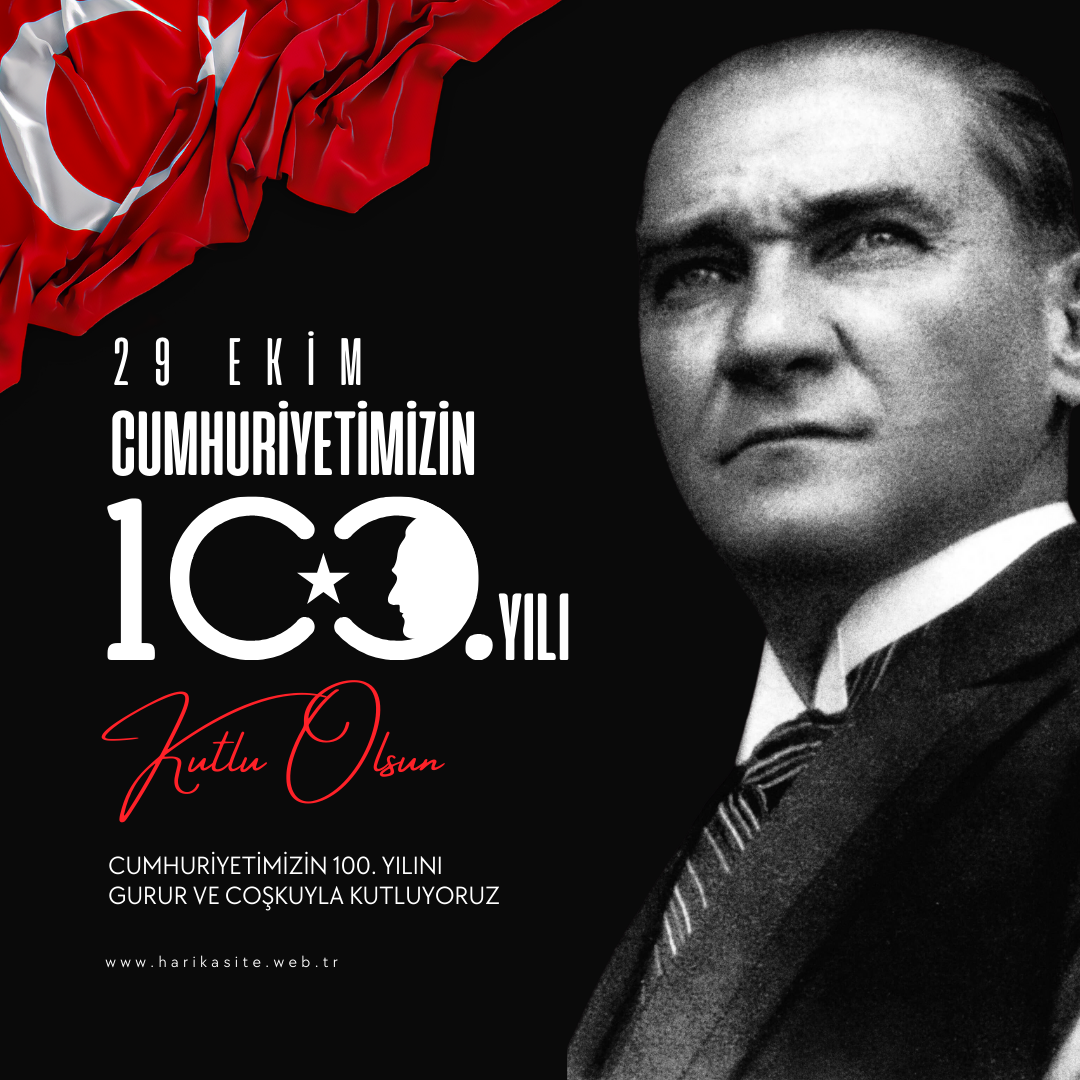 29 EKİM
CUMHURİYETİMİZİN
100. YILI
Kutlu Olsun
CUMHURİYETİMİZİN 100. YILINI
GURUR VE COŞKUYLA KUTLUYORUZ
www.harikasite.web.tr